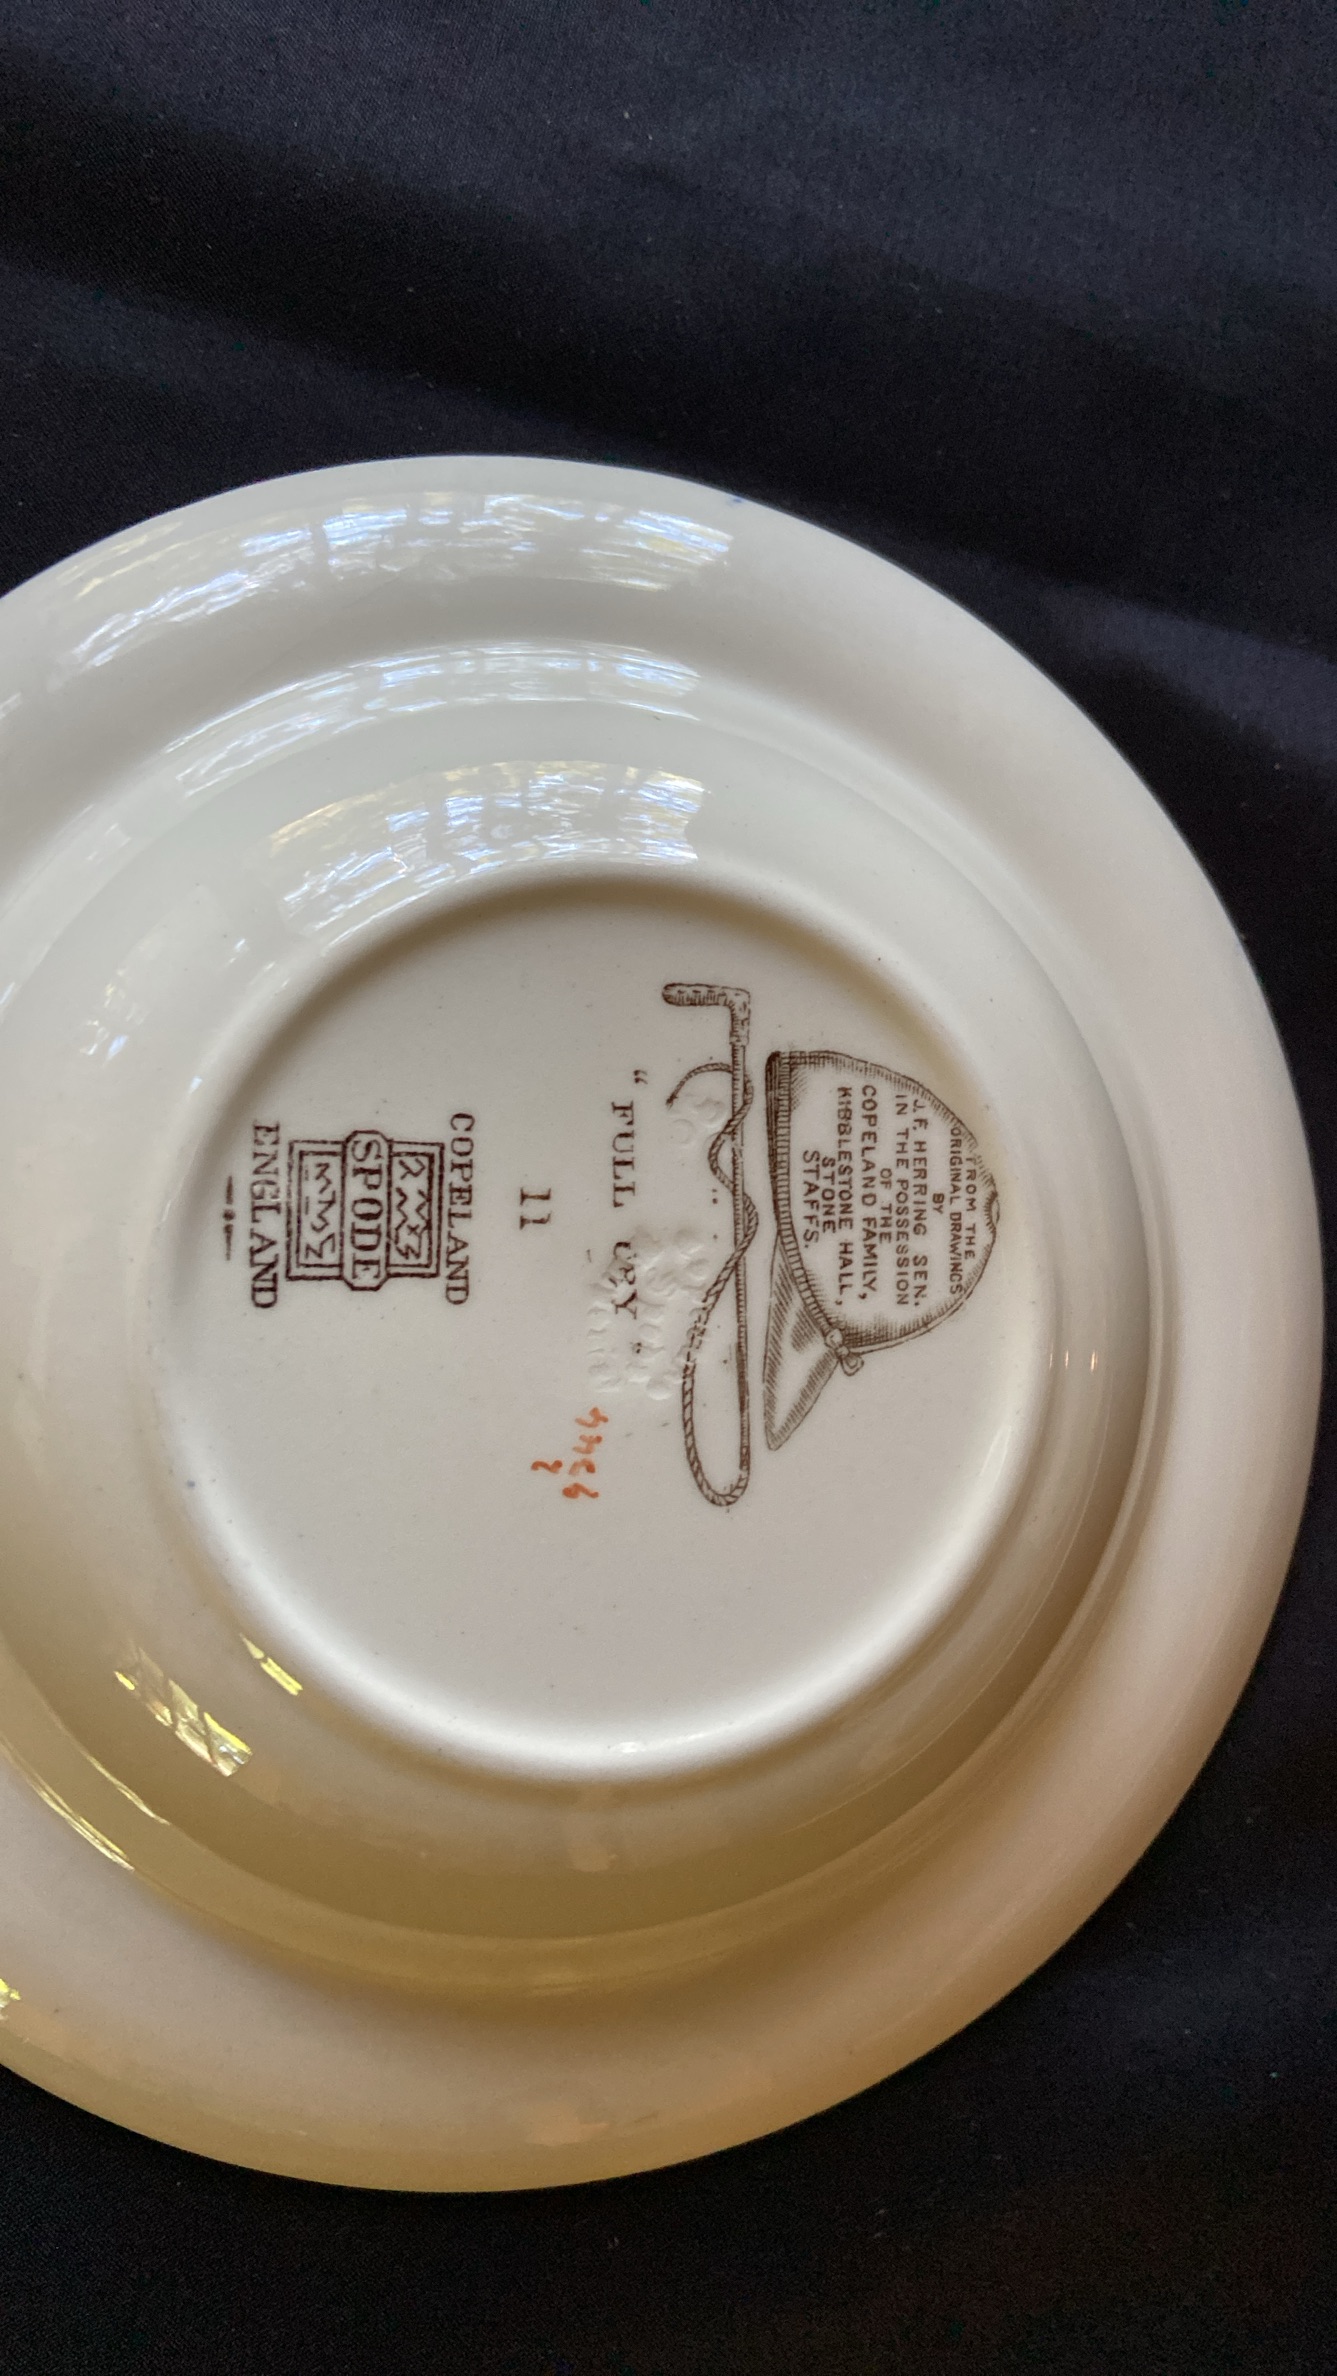 FROM THE
ORIGINAL DRAWINGS
BY
J. F. HERRING SEN.
IN THE POSSESSION
OF THE
COPELAND FAMILY,
KIBBLESTONE HALL,
STONE
STAFFS.
" FULL CRY "
11
COPELAND
SPODE
ENGLAND
2